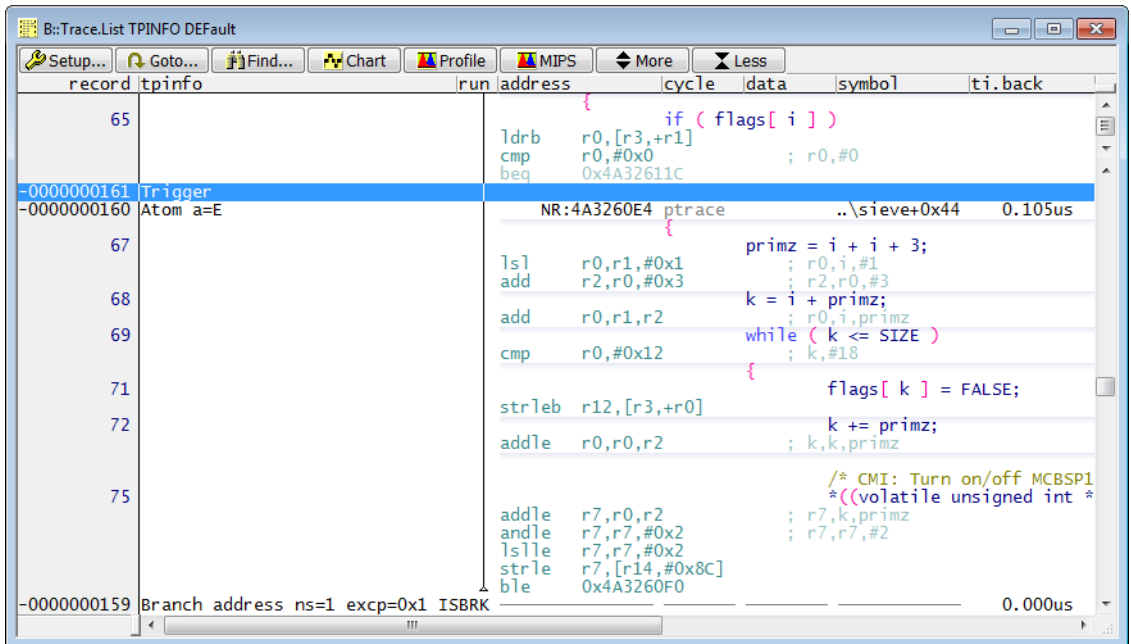 B::Trace.List TPINFO DEFault
Setup... Goto... Find... Chart Profile MIPS More Less
record tpinfo run address cycle data symbol ti.back
{
65 if ( flags[ i ] )
ldrb r0,[r3,+r1]
cmp r0,#0x0 ; r0,#0
beq 0x4A32611C
-0000000161 Trigger
-0000000160 Atom a=E NR:4A3260E4 ptrace ..\sieve+0x44 0.105us
{
67 primz = i + i + 3;
lsl r0,r1,#0x1 ; r0,i,#1
add r2,r0,#0x3 ; r2,r0,#3
68 k = i + primz;
add r0,r1,r2 ; r0,i,primz
69 while ( k <= SIZE )
cmp r0,#0x12 ; k,#18
{
71 flags[ k ] = FALSE;
strleb r12,[r3,+r0]
72 k += primz;
addle r0,r0,r2 ; k,k,primz
/* CMI: Turn on/off MCBSP1
75 *((volatile unsigned int *
addle r7,r0,r2 ; r7,k,primz
andle r7,r7,#0x2 ; r7,r7,#2
lslle r7,r7,#0x2
strle r7,[r14,#0x8C]
ble 0x4A3260F0
-0000000159 Branch address ns=1 excp=0x1 ISBRK 0.000us